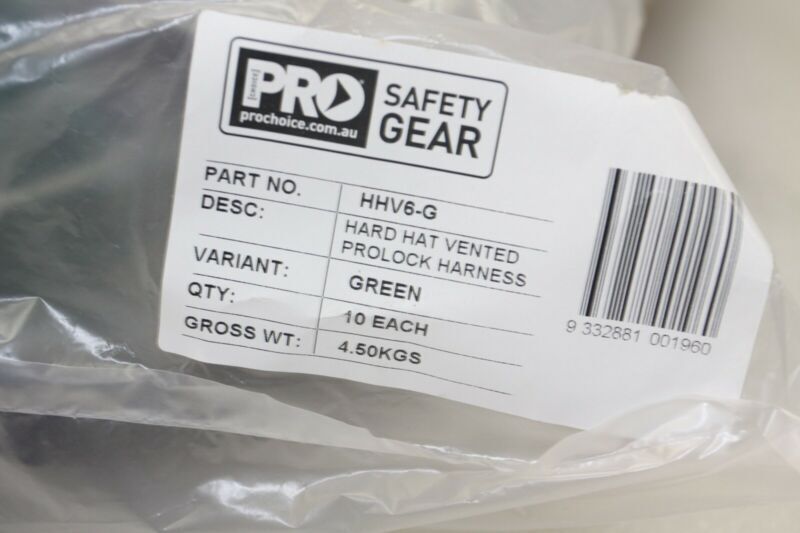 [CHOICE]
PRO
prochoice.com.au
SAFETY
GEAR
PART NO. HHV6-G
DESC: HARD HAT VENTED
PROLOCK HARNESS
VARIANT: GREEN
QTY: 10 EACH
GROSS WT: 4.50KGS
9 332881 001960